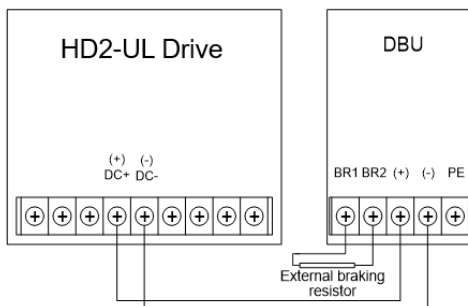 HD2-UL Drive
DBU
(+) (-)
DC+ DC-
BR1 BR2 (+) (-) PE
External braking
resistor